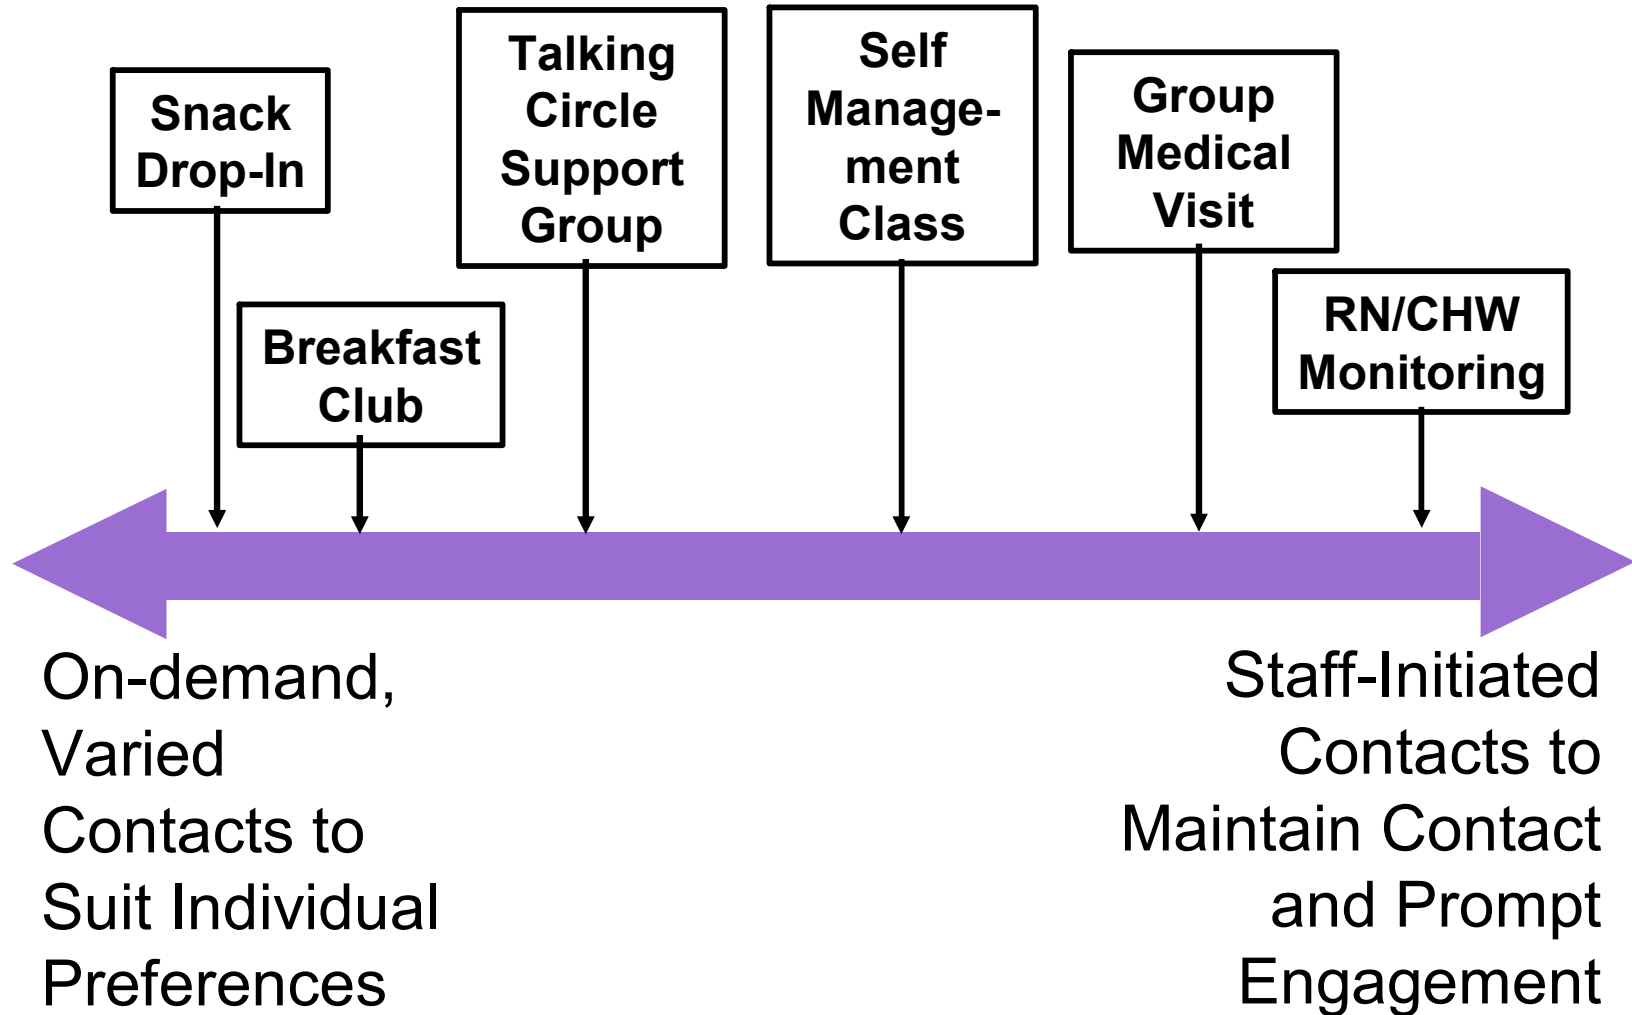 Snack
Drop-In
Breakfast
Club
Talking
Circle
Support
Group
Self
Manage-
ment
Class
Group
Medical
Visit
RN/CHW
Monitoring
On-demand,
Varied
Contacts to
Suit Individual
Preferences
Staff-Initiated
Contacts to
Maintain Contact
and Prompt
Engagement